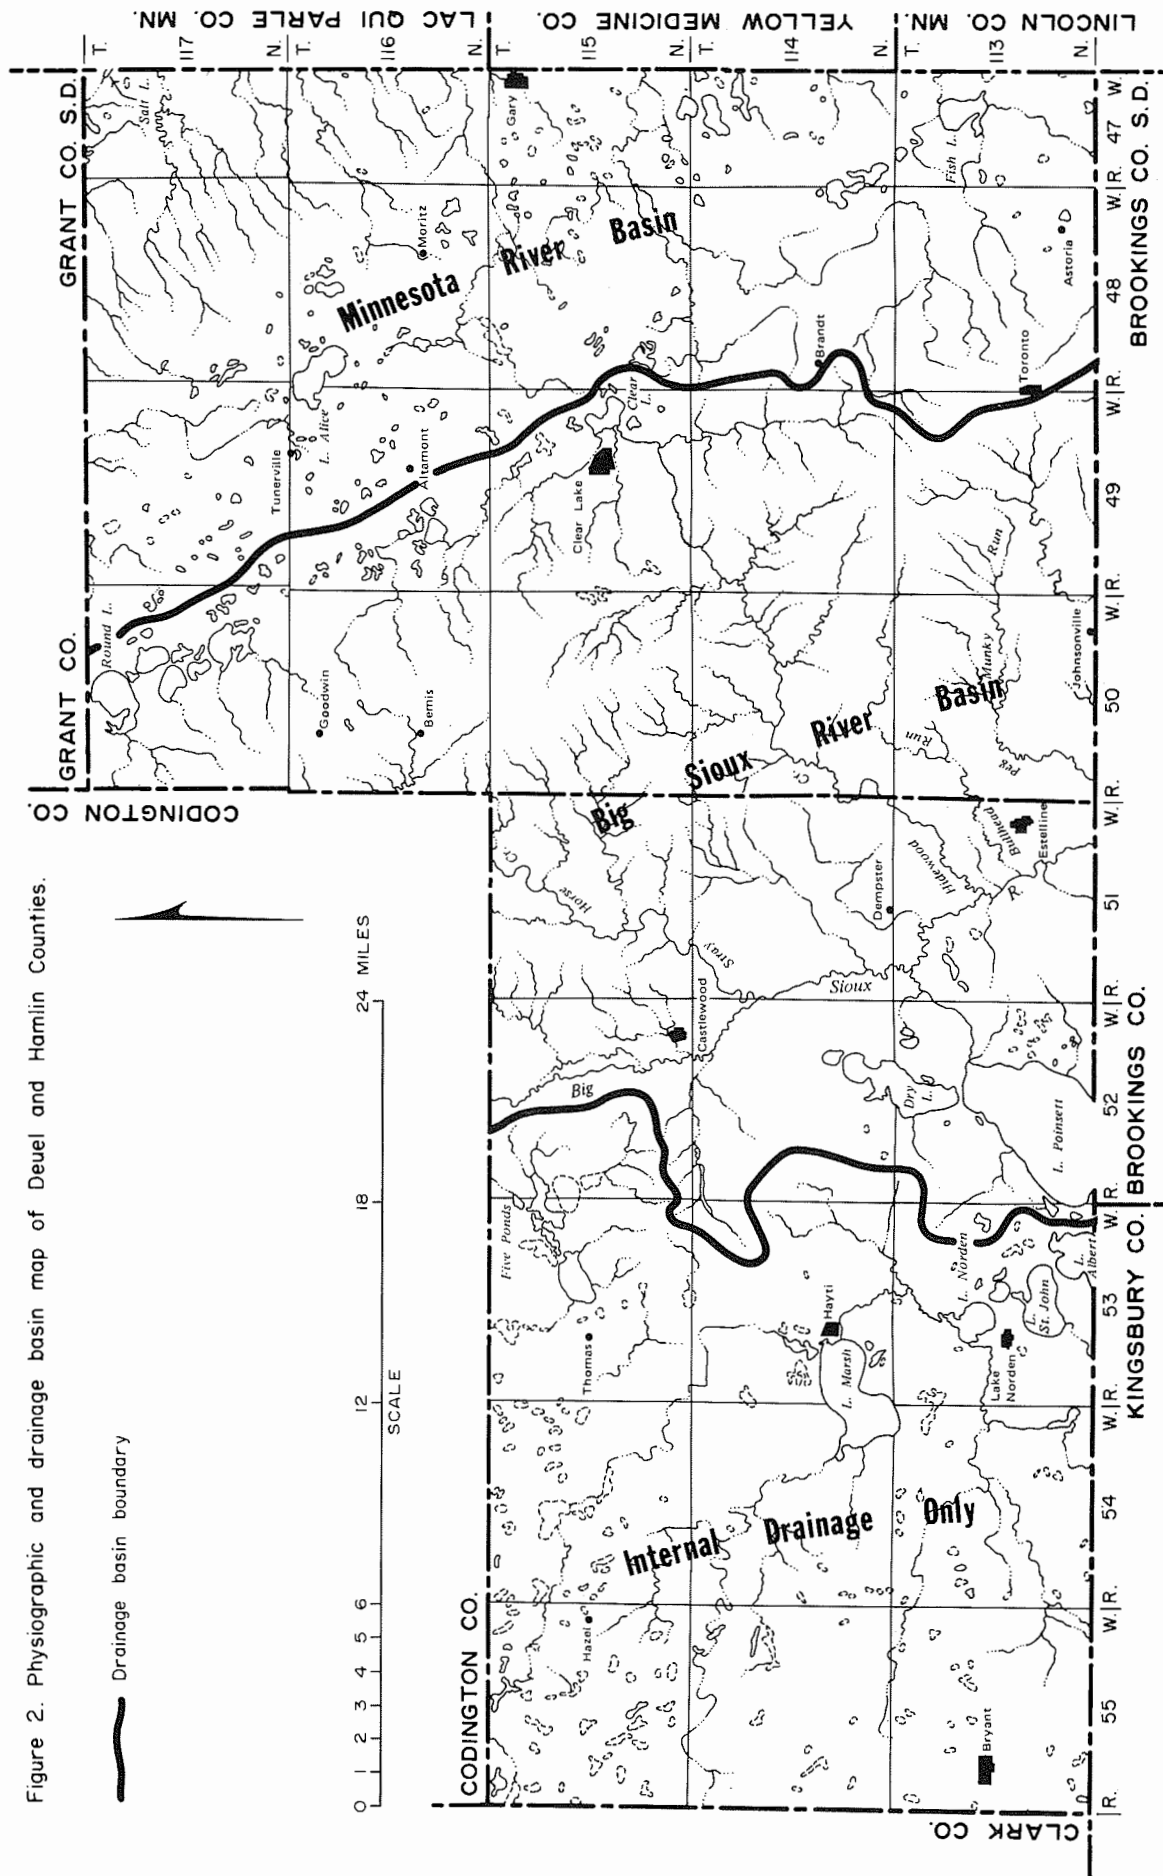 Figure 2. Physiographic and drainage basin map of Deuel and Hamlin Counties.
Drainage basin boundary
0 1 2 3 4 5 6 12 18 24 MILES
SCALE
CODINGTON CO.
GRANT CO.
GRANT CO. S.D.
LAC QUI PARLE CO. MN.
YELLOW MEDICINE CO. MN.
LINCOLN CO. MN.
CODINGTON CO.
CLARK CO.
KINGSBURY CO.
BROOKINGS CO.
BROOKINGS CO. S.D.
T. 117 N.
T. 116 N.
T. 115 N.
T. 114 N.
T. 113 N.
R. 55 W.
R. 54 W.
R. 53 W.
R. 52 W.
R. 51 W.
R. 50 W.
R. 49 W.
R. 48 W.
R. 47 W.
Minnesota River Basin
Big Sioux River Basin
Internal Drainage Only
Round L.
Salt L.
Tunerville
L. Alice
Goodwin
Bemis
Altamont
Moritz
Gary
Clear Lake
Clear L.
Brandt
Toronto
Astoria
Fish L.
Run
Munky
Johnsonville
Run
Peg
Cr.
Hidewood
Bullhead
Estelline
R.
Dempster
Sioux
Stray
Horse
Cr.
Castlewood
Big
Dry L.
L. Poinsett
Five Ponds
Thomas
Hayti
L. Marsh
L. Norden
Lake Norden
L. St. John
L. Albert
Hazel
Bryant